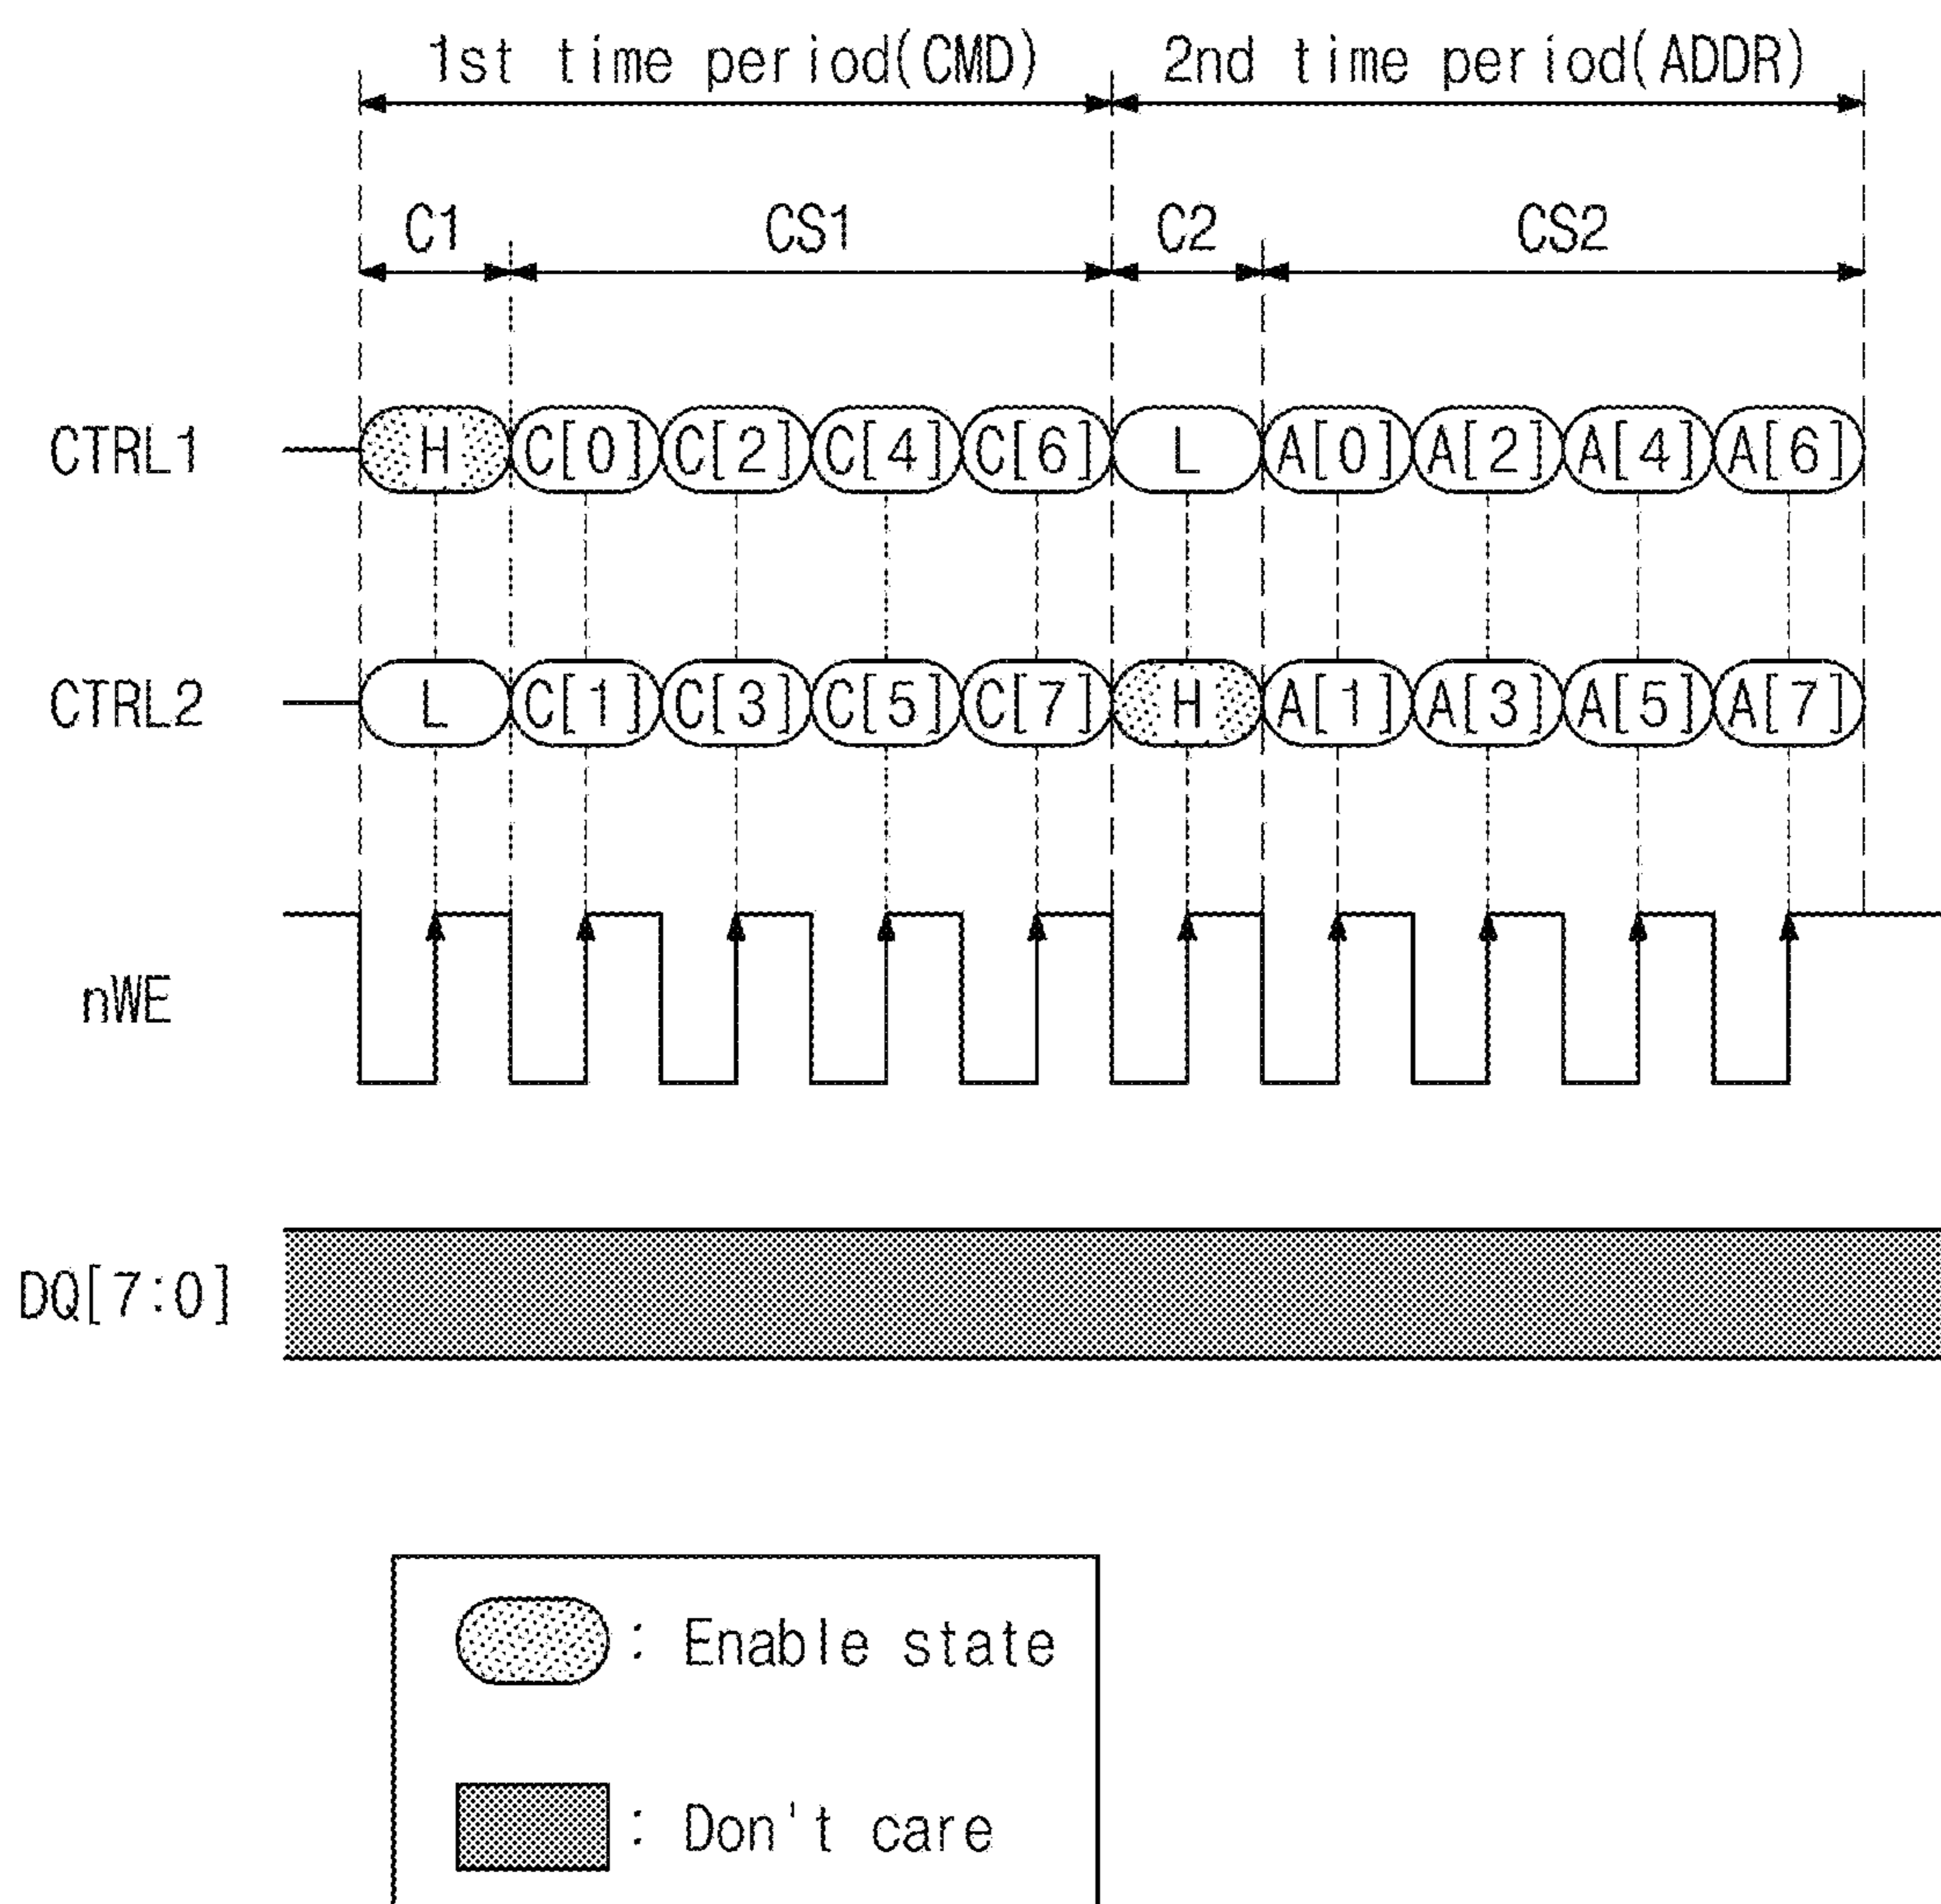 1st time period(CMD) 2nd time period(ADDR)
C1 CS1 C2 CS2
CTRL1 H C[0] C[2] C[4] C[6] L A[0] A[2] A[4] A[6]
CTRL2 L C[1] C[3] C[5] C[7] H A[1] A[3] A[5] A[7]
nWE
DQ[7:0]
: Enable state
: Don't care